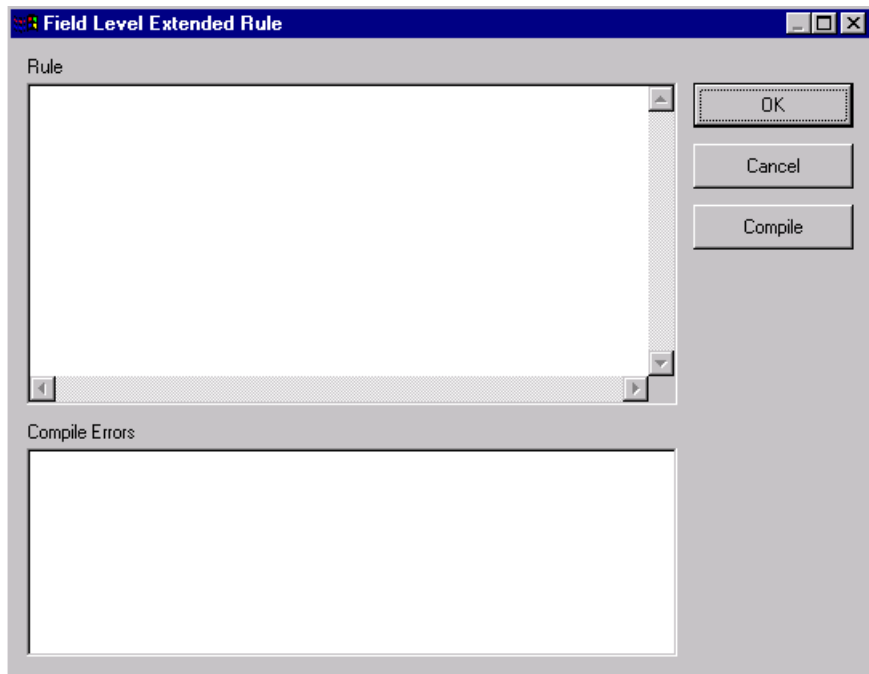 Field Level Extended Rule
Rule
OK
Cancel
Compile
Compile Errors